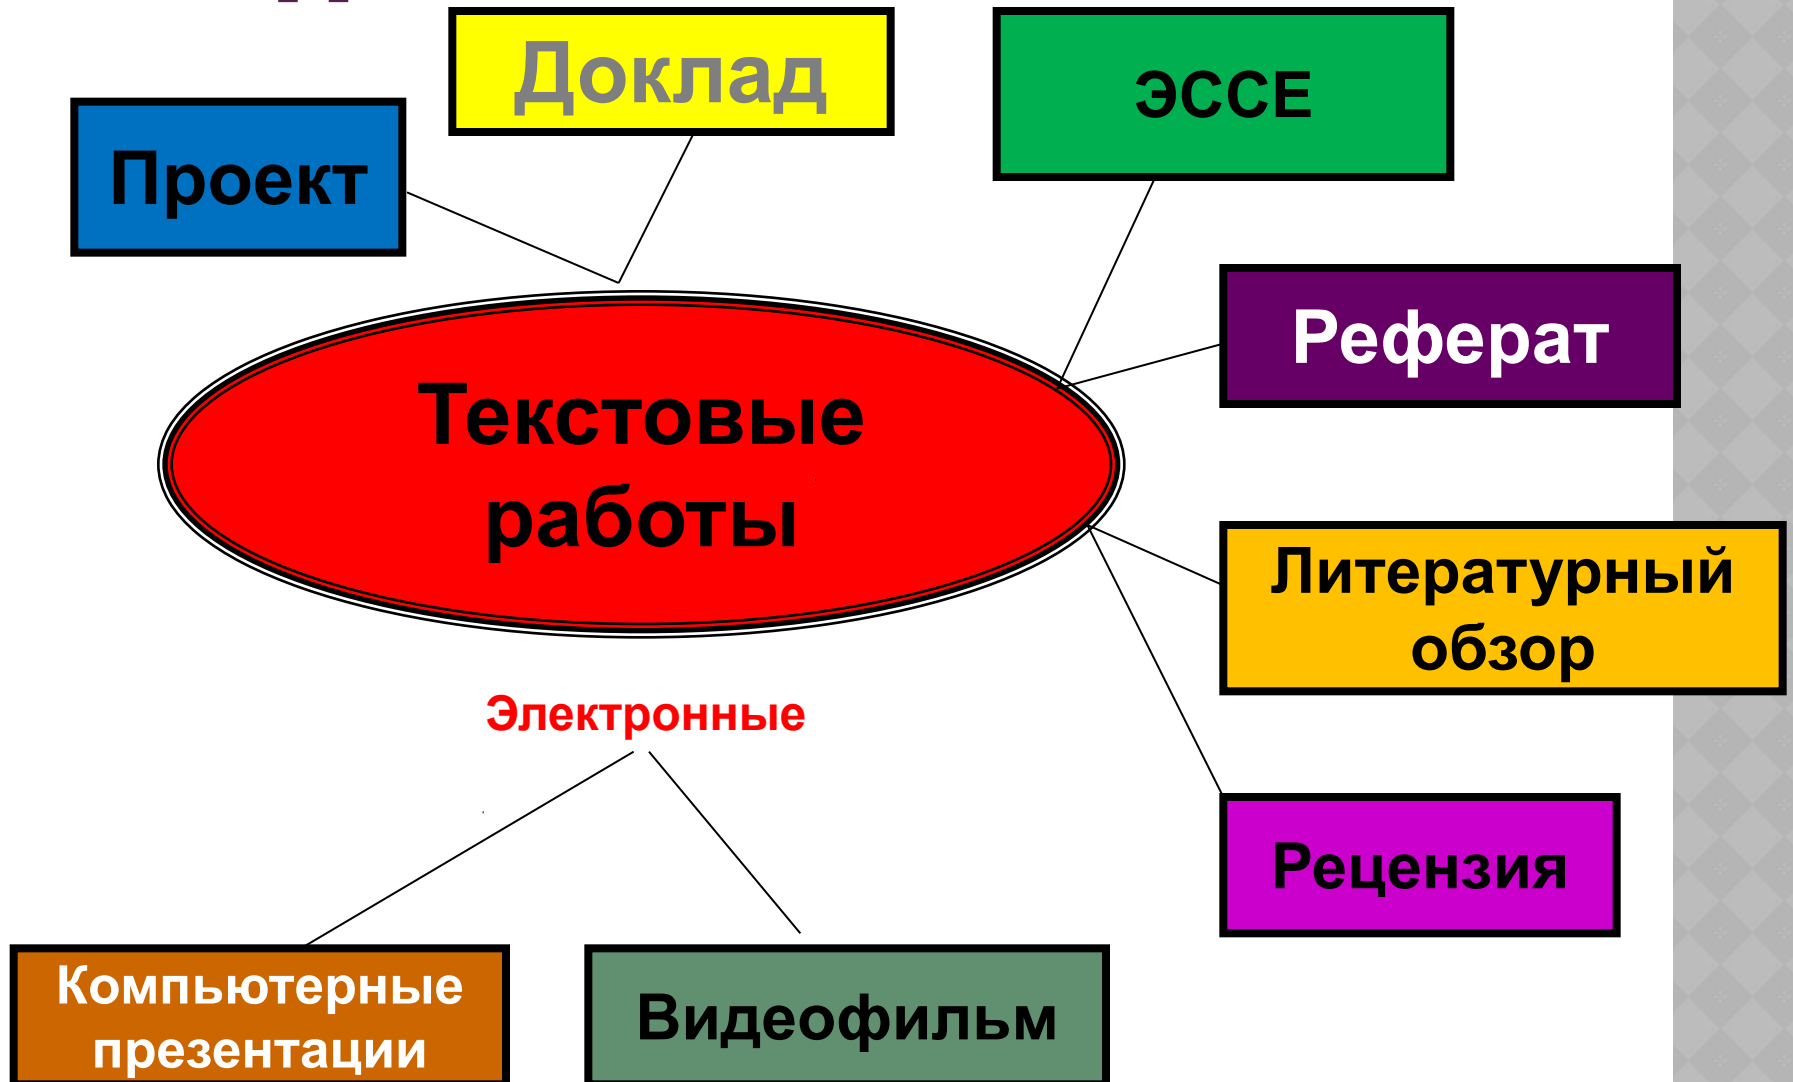 Доклад
ЭССЕ
Проект
Реферат
Текстовые
работы
Литературный
обзор
Электронные
Рецензия
Компьютерные
презентации
Видеофильм